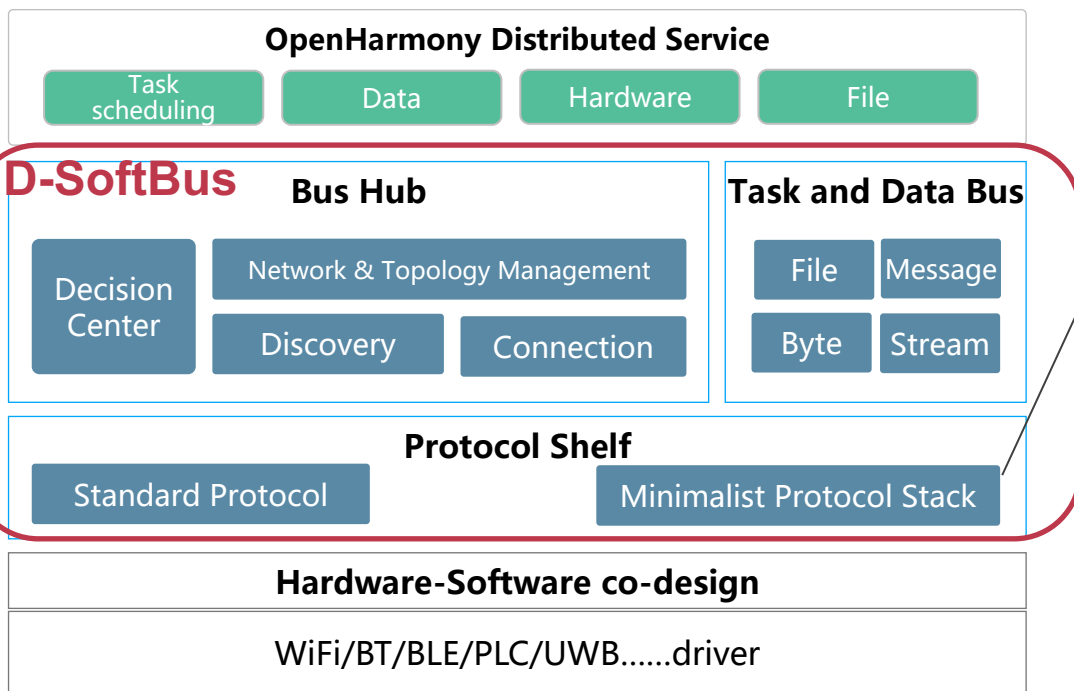 OpenHarmony Distributed Service
Task
scheduling
Data
Hardware
File
D-SoftBus
Bus Hub
Decision
Center
Network & Topology Management
Discovery
Connection
Task and Data Bus
File
Message
Byte
Stream
Protocol Shelf
Standard Protocol
Minimalist Protocol Stack
Hardware-Software co-design
WiFi/BT/BLE/PLC/UWB......driver